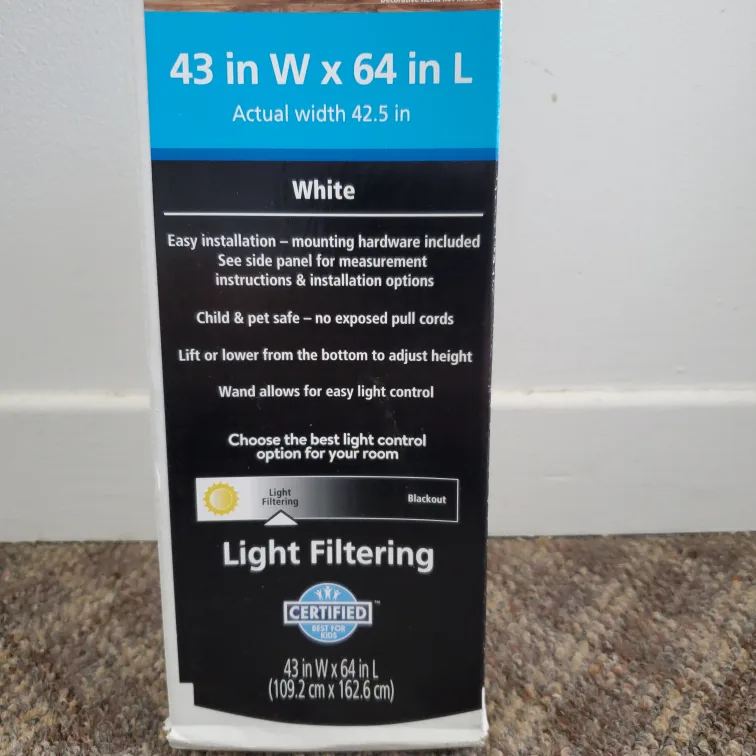 43 in W x 64 in L
Actual width 42.5 in
White
Easy installation – mounting hardware included
See side panel for measurement
instructions & installation options
Child & pet safe – no exposed pull cords
Lift or lower from the bottom to adjust height
Wand allows for easy light control
Choose the best light control
option for your room
Light
Filtering
Blackout
Light Filtering
CERTIFIED™
BEST FOR
KIDS
43 in W x 64 in L
(109.2 cm x 162.6 cm)